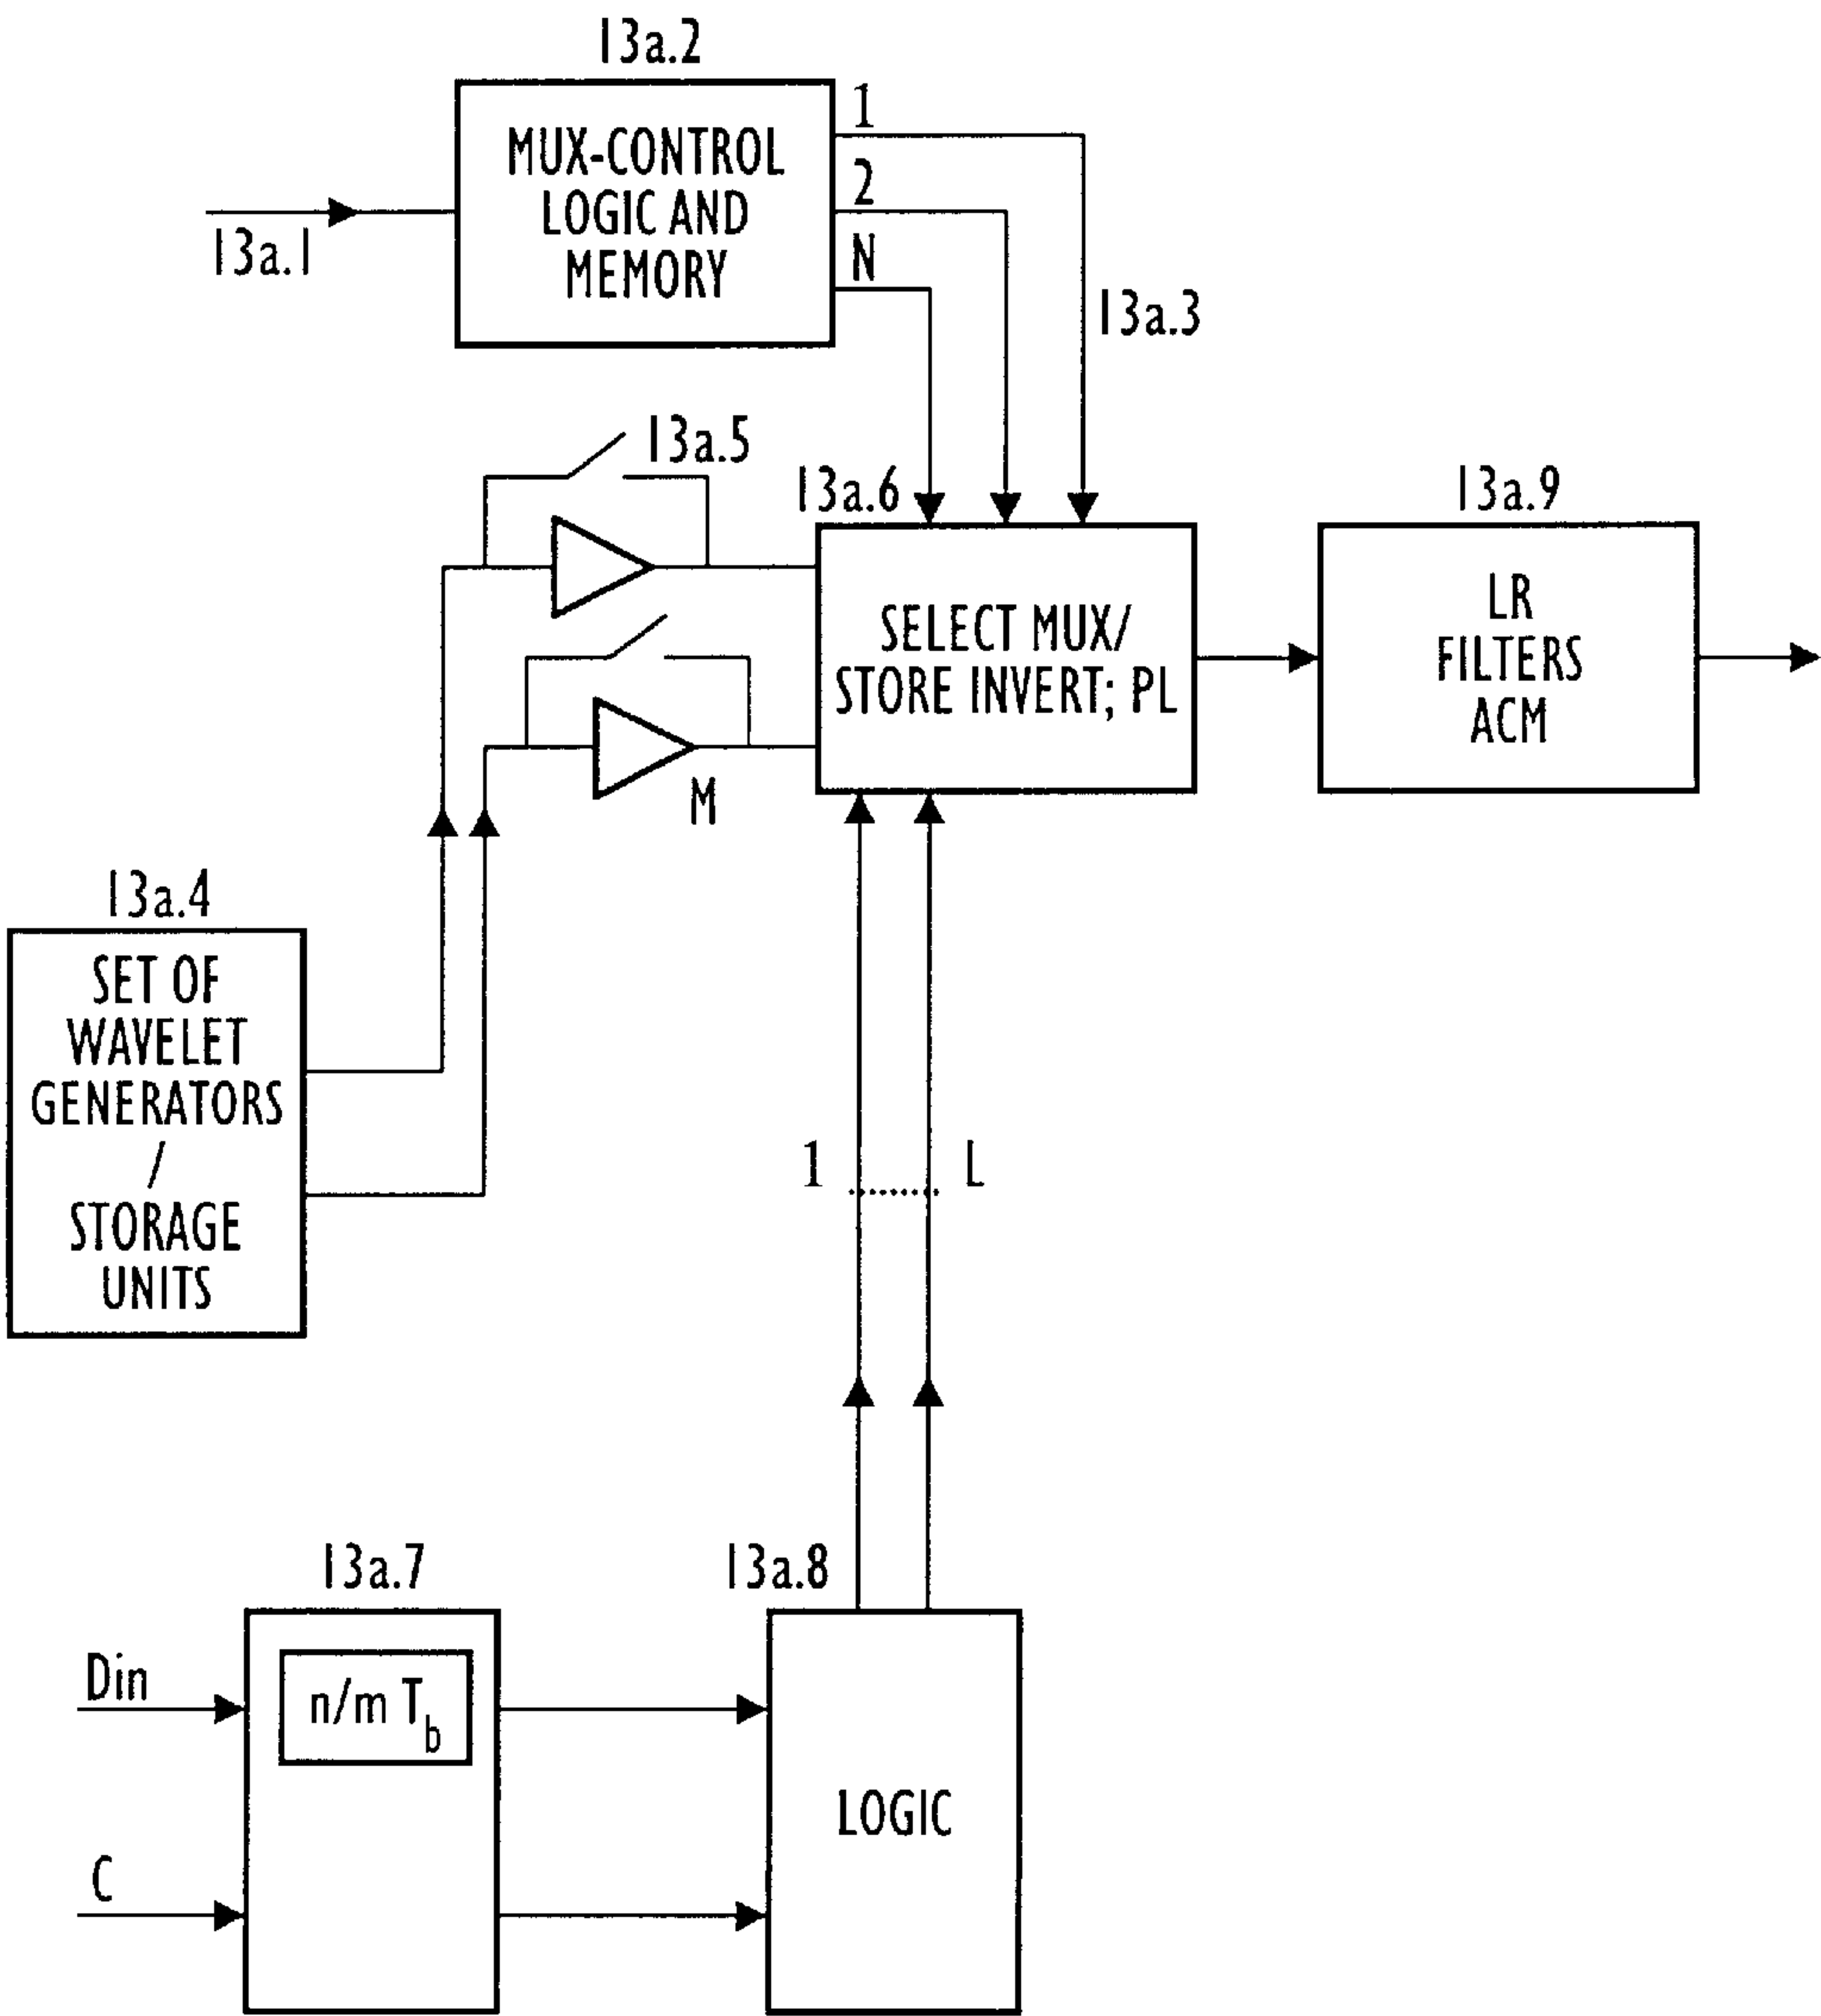 13a.2
MUX-CONTROL
LOGIC AND
MEMORY
1
2
N
13a.1
13a.3
13a.5
13a.6
13a.9
SELECT MUX/
STORE INVERT; PL
LR
FILTERS
ACM
M
13a.4
SET OF
WAVELET
GENERATORS
/
STORAGE
UNITS
1
L
13a.7
13a.8
Din
n/m Tb
LOGIC
C